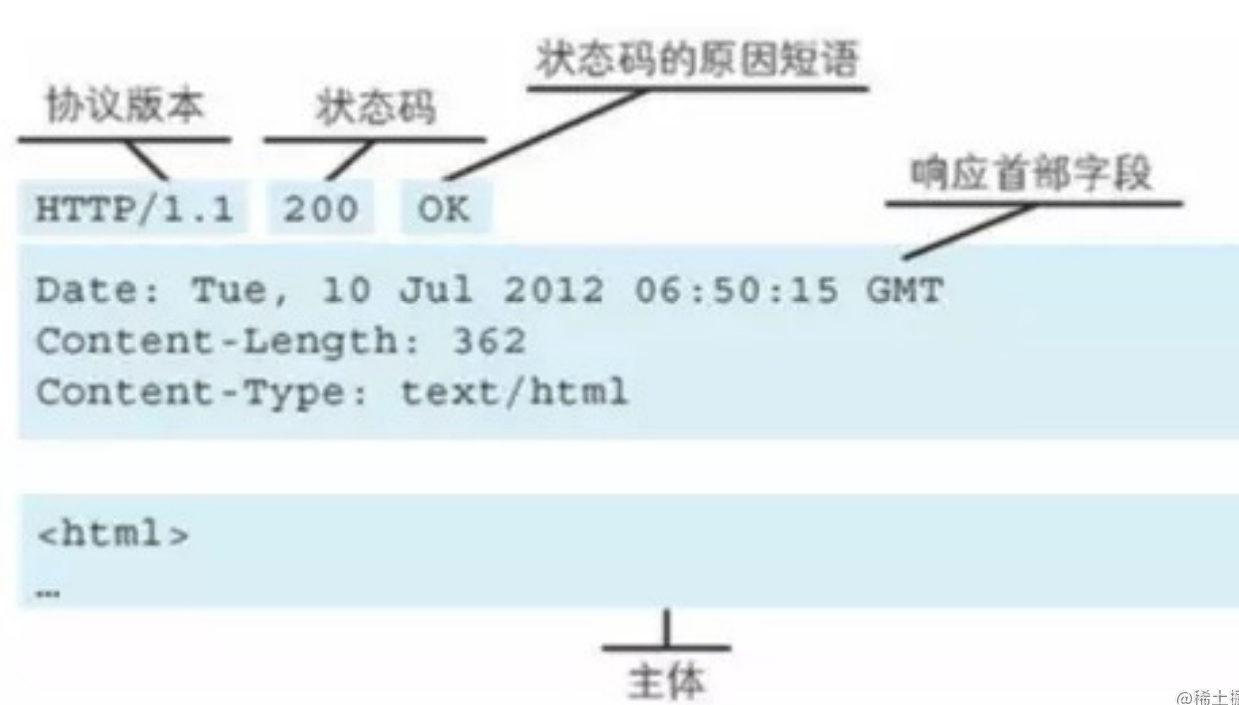 状态码的原因短语
协议版本 状态码
响应首部字段
HTTP/1.1 200 OK
Date: Tue, 10 Jul 2012 06:50:15 GMT
Content-Length: 362
Content-Type: text/html
<html>
…
主体
@稀土